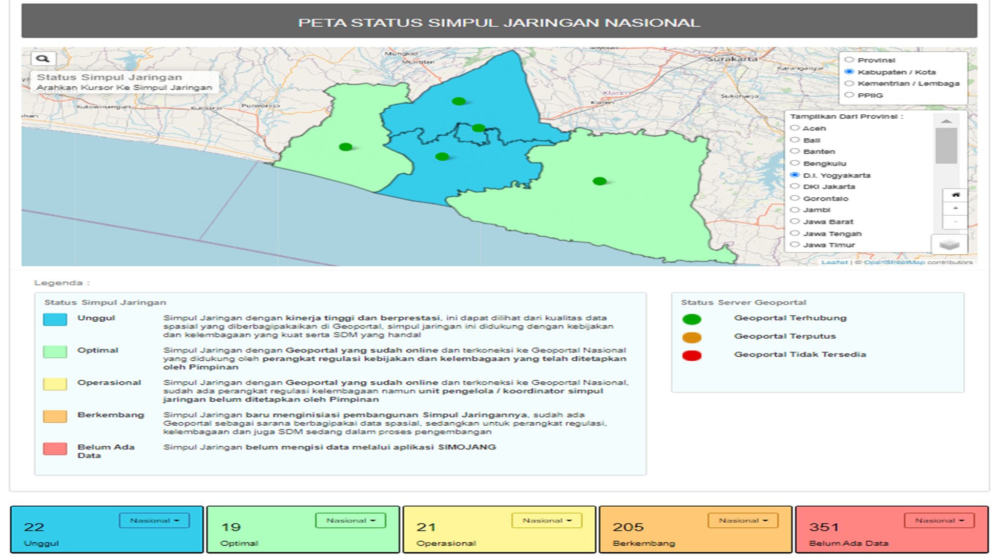 PETA STATUS SIMPUL JARINGAN NASIONAL
Mungkid
Muntilan
Surakarta
Karanganyar
Klaten
Klaten
Sukoharjo
Kutowinangun
Kutoarjo
Purworejo
Status Simpul Jaringan
Arahkan Kursor Ke Simpul Jaringan
Provinsi
Kabupaten / Kota
Kementrian / Lembaga
PPIIG
Tampilkan Dari Provinsi :
Aceh
Bali
Banten
Bengkulu
D.I. Yogyakarta
DKI Jakarta
Gorontalo
Jambi
Jawa Barat
Jawa Tengah
Jawa Timur
+
-
Leaflet | © OpenStreetMap contributors
Legenda :
Status Simpul Jaringan
Unggul
Simpul Jaringan dengan kinerja tinggi dan berprestasi, ini dapat dilihat dari kualitas data
spasial yang diberbagipakaikan di Geoportal, simpul jaringan ini didukung dengan kebijakan
dan kelembagaan yang kuat serta SDM yang handal
Optimal
Simpul Jaringan dengan Geoportal yang sudah online dan terkoneksi ke Geoportal Nasional
yang didukung oleh perangkat regulasi kebijakan dan kelembagaan yang telah ditetapkan
oleh Pimpinan
Operasional
Simpul Jaringan dengan Geoportal yang sudah online dan terkoneksi ke Geoportal Nasional,
sudah ada perangkat regulasi kelembagaan namun unit pengelola / koordinator simpul
jaringan belum ditetapkan oleh Pimpinan
Berkembang
Simpul Jaringan baru menginisiasi pembangunan Simpul Jaringannya, sudah ada
Geoportal sebagai sarana berbagipakai data spasial, sedangkan untuk perangkat regulasi,
kelembagaan dan juga SDM sedang dalam proses pengembangan
Belum Ada
Data
Simpul Jaringan belum mengisi data melalui aplikasi SIMOJANG
Status Server Geoportal
Geoportal Terhubung
Geoportal Terputus
Geoportal Tidak Tersedia
22
Nasional
Unggul
19
Nasional
Optimal
21
Nasional
Operasional
205
Nasional
Berkembang
351
Nasional
Belum Ada Data